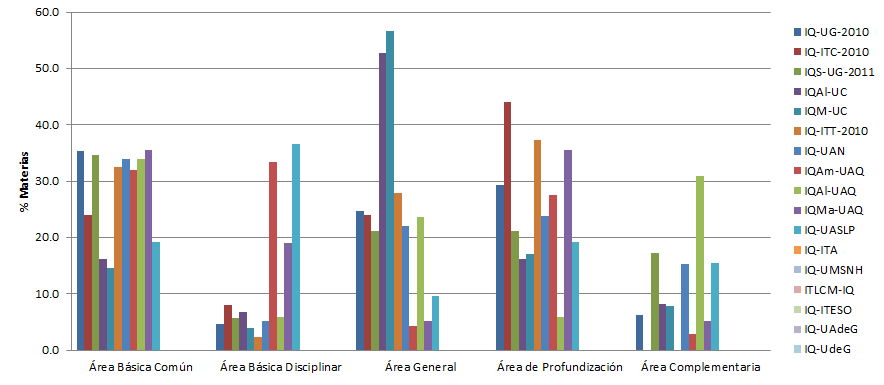 60.0
50.0
40.0
30.0
20.0
10.0
0.0
% Materias
Área Básica Común
Área Básica Disciplinar
Área General
Área de Profundización
Área Complementaria
IQ-UG-2010
IQ-ITC-2010
IQS-UG-2011
IQAl-UC
IQM-UC
IQ-ITT-2010
IQ-UAN
IQAm-UAQ
IQAl-UAQ
IQMa-UAQ
IQ-UASLP
IQ-ITA
IQ-UMSNH
ITLCM-IQ
IQ-ITESO
IQ-UAdeG
IQ-UdeG